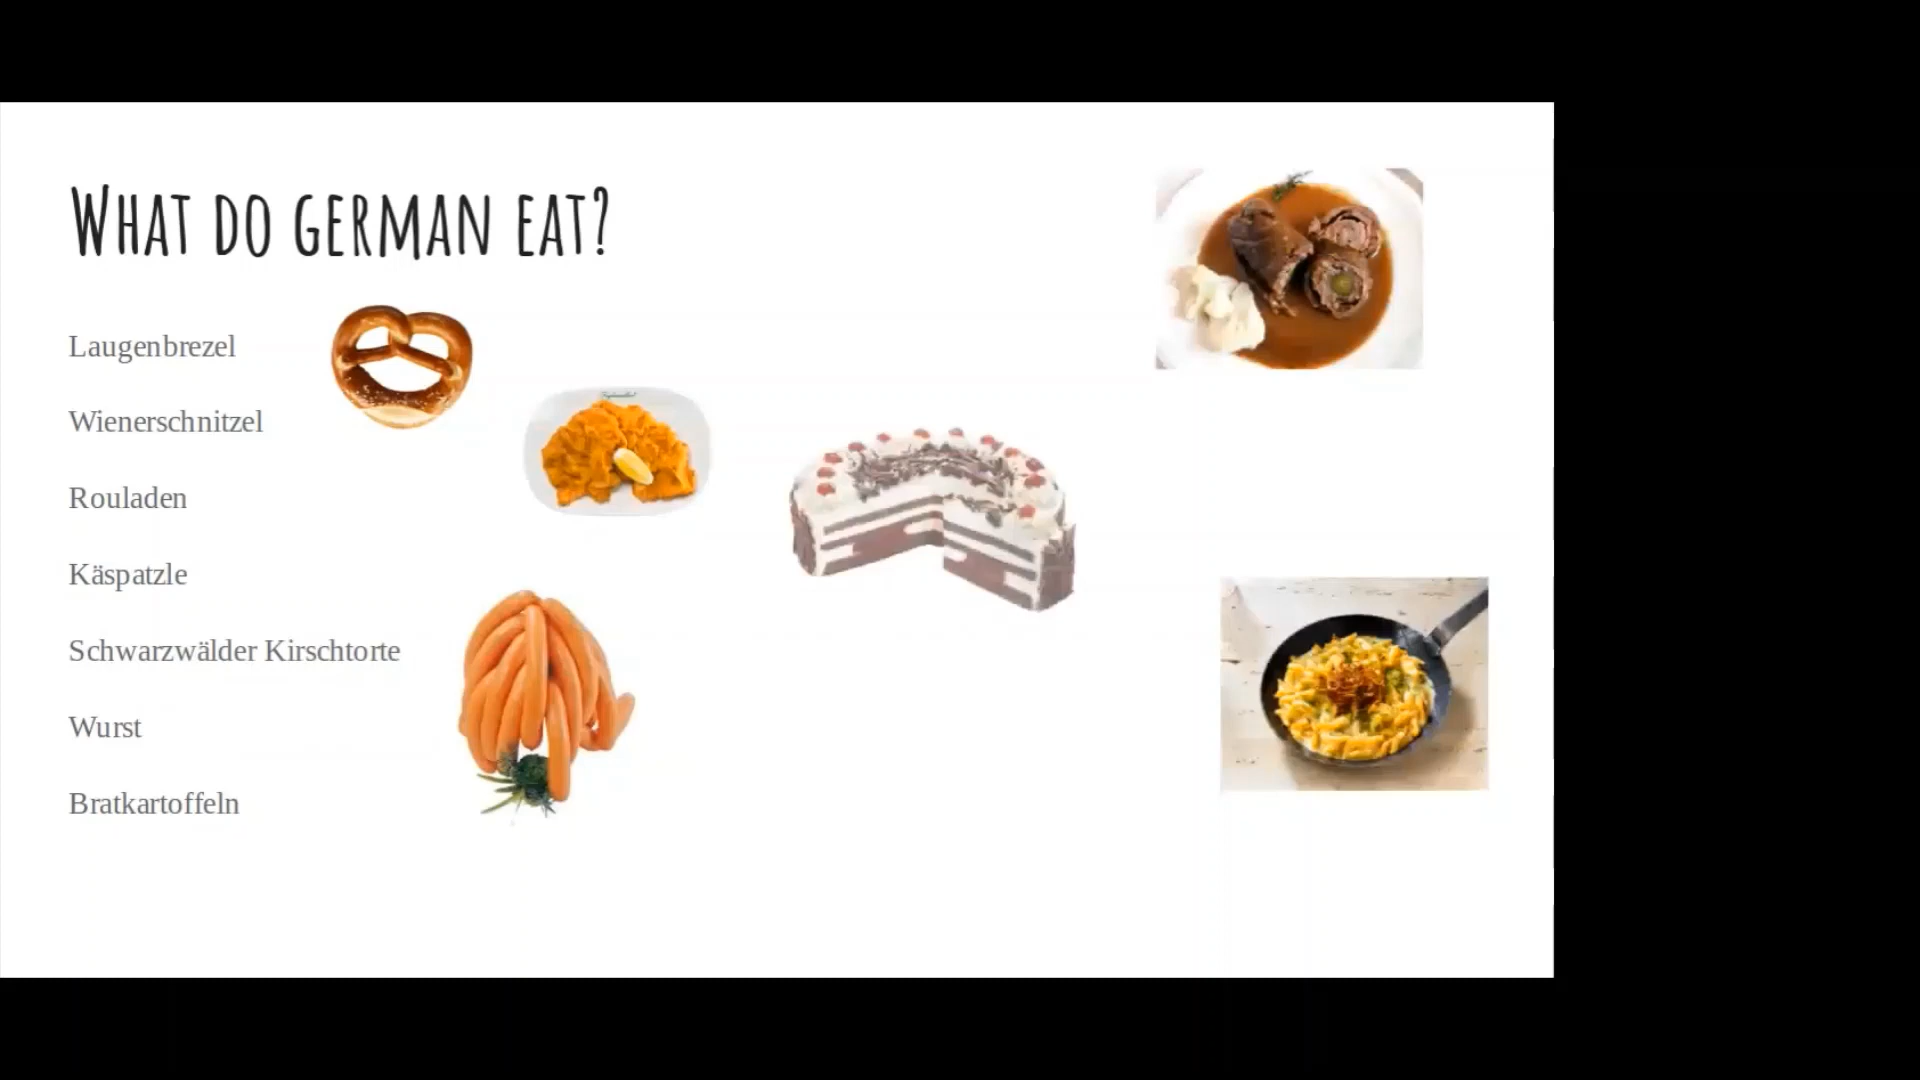 WHAT DO GERMAN EAT?
Laugenbrezel
Wienerschnitzel
Rouladen
Käspatzle
Schwarzwälder Kirschtorte
Wurst
Bratkartoffeln